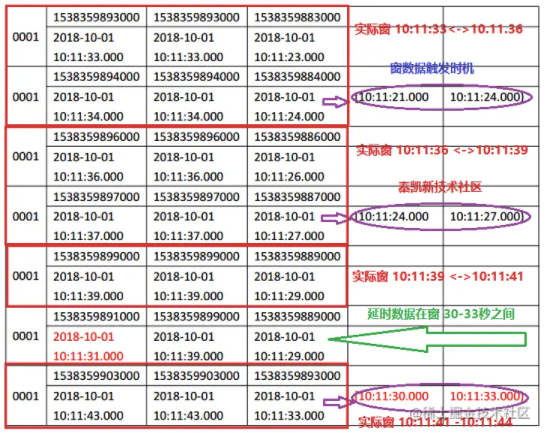 1538359893000 1538359893000 1538359883000 实际窗 10:11:33<->10.11.36
0001 2018-10-01 2018-10-01 2018-10-01
10:11:33.000 10:11:33.000 10:11:23.000
1538359894000 1538359894000 1538359884000 窗数据触发时机
0001 2018-10-01 2018-10-01 2018-10-01 [10:11:21.000 10:11:24.000)
10:11:34.000 10:11:34.000 10:11:24.000
1538359896000 1538359896000 1538359886000
0001 2018-10-01 2018-10-01 2018-10-01 实际窗 10:11:36 <->10:11:39
10:11:36.000 10:11:36.000 10:11:26.000
1538359897000 1538359897000 1538359887000 泰凯新技术社区
0001 2018-10-01 2018-10-01 2018-10-01 [10:11:24.000 10:11:27.000)
10:11:37.000 10:11:37.000 10:11:27.000
1538359899000 1538359899000 1538359889000
0001 2018-10-01 2018-10-01 2018-10-01 实际窗 10:11:39 <->10:11:41
10:11:39.000 10:11:39.000 10:11:29.000
1538359891000 1538359899000 1538359889000 延时数据在窗 30-33秒之间
0001 2018-10-01 2018-10-01 2018-10-01
10:11:31.000 10:11:39.000 10:11:29.000
1538359903000 1538359903000 1538359893000
0001 2018-10-01 2018-10-01 2018-10-01 [10:11:30.000 10:11:33.000)
10:11:43.000 10:11:43.000 10:11:33.000 实际窗 10:11:41 -10:11:44
@稀土掘金技术社区